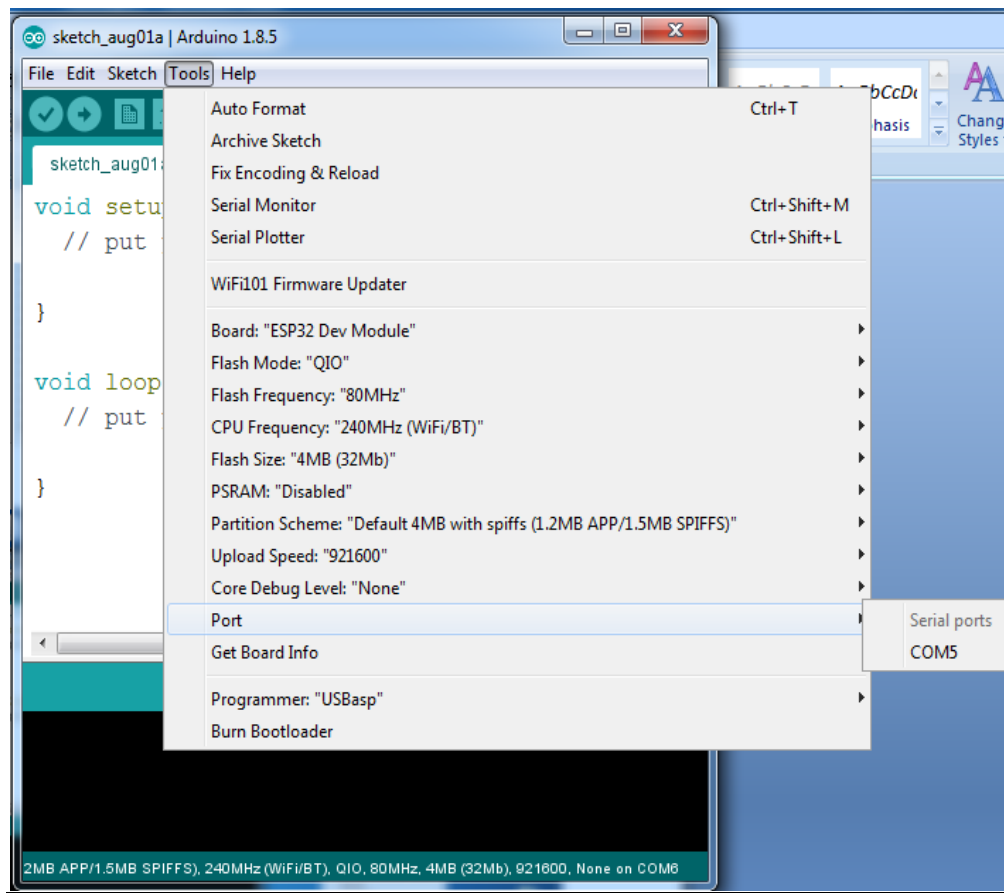 sketch_aug01a | Arduino 1.8.5
File Edit Sketch Tools Help
Auto Format Ctrl+T
Archive Sketch
Fix Encoding & Reload
Serial Monitor Ctrl+Shift+M
Serial Plotter Ctrl+Shift+L
WiFi101 Firmware Updater
Board: "ESP32 Dev Module"
Flash Mode: "QIO"
Flash Frequency: "80MHz"
CPU Frequency: "240MHz (WiFi/BT)"
Flash Size: "4MB (32Mb)"
PSRAM: "Disabled"
Partition Scheme: "Default 4MB with spiffs (1.2MB APP/1.5MB SPIFFS)"
Upload Speed: "921600"
Core Debug Level: "None"
Port
Get Board Info
Programmer: "USBasp"
Burn Bootloader
Serial ports
COM5
sketch_aug01
void setu
// put
}
void loop
// put
}
2MB APP/1.5MB SPIFFS), 240MHz (WiFi/BT), QIO, 80MHz, 4MB (32Mb), 921600, None on COM6
bCcD
hasis
Chang
Styles